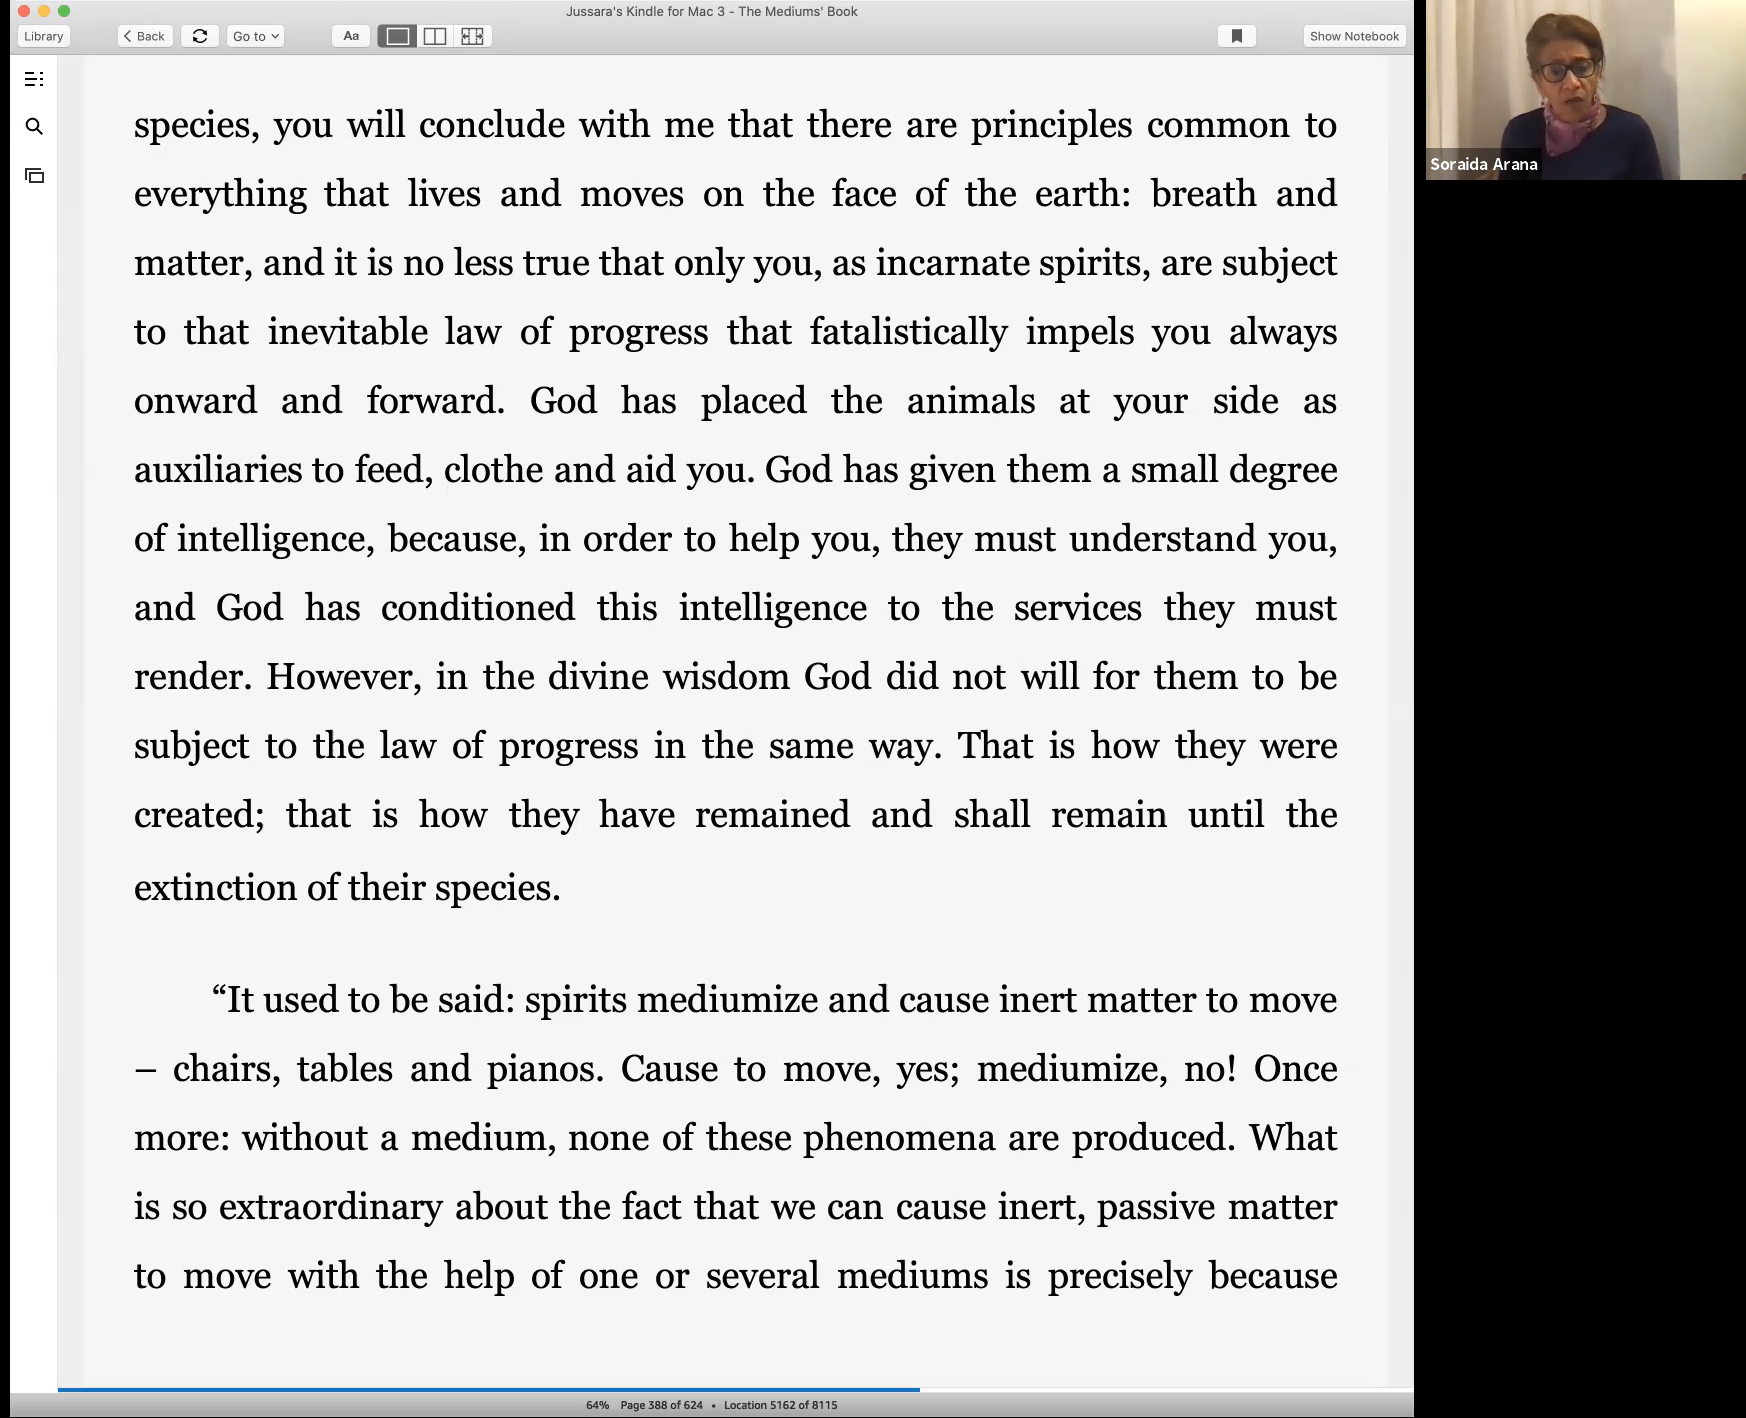 Jussara's Kindle for Mac 3 - The Mediums' Book
Library
Back
Go to
Aa
Show Notebook
species, you will conclude with me that there are principles common to
everything that lives and moves on the face of the earth: breath and
matter, and it is no less true that only you, as incarnate spirits, are subject
to that inevitable law of progress that fatalistically impels you always
onward and forward. God has placed the animals at your side as
auxiliaries to feed, clothe and aid you. God has given them a small degree
of intelligence, because, in order to help you, they must understand you,
and God has conditioned this intelligence to the services they must
render. However, in the divine wisdom God did not will for them to be
subject to the law of progress in the same way. That is how they were
created; that is how they have remained and shall remain until the
extinction of their species.
“It used to be said: spirits mediumize and cause inert matter to move
– chairs, tables and pianos. Cause to move, yes; mediumize, no! Once
more: without a medium, none of these phenomena are produced. What
is so extraordinary about the fact that we can cause inert, passive matter
to move with the help of one or several mediums is precisely because
64% Page 388 of 624 • Location 5162 of 8115
Soraida Arana